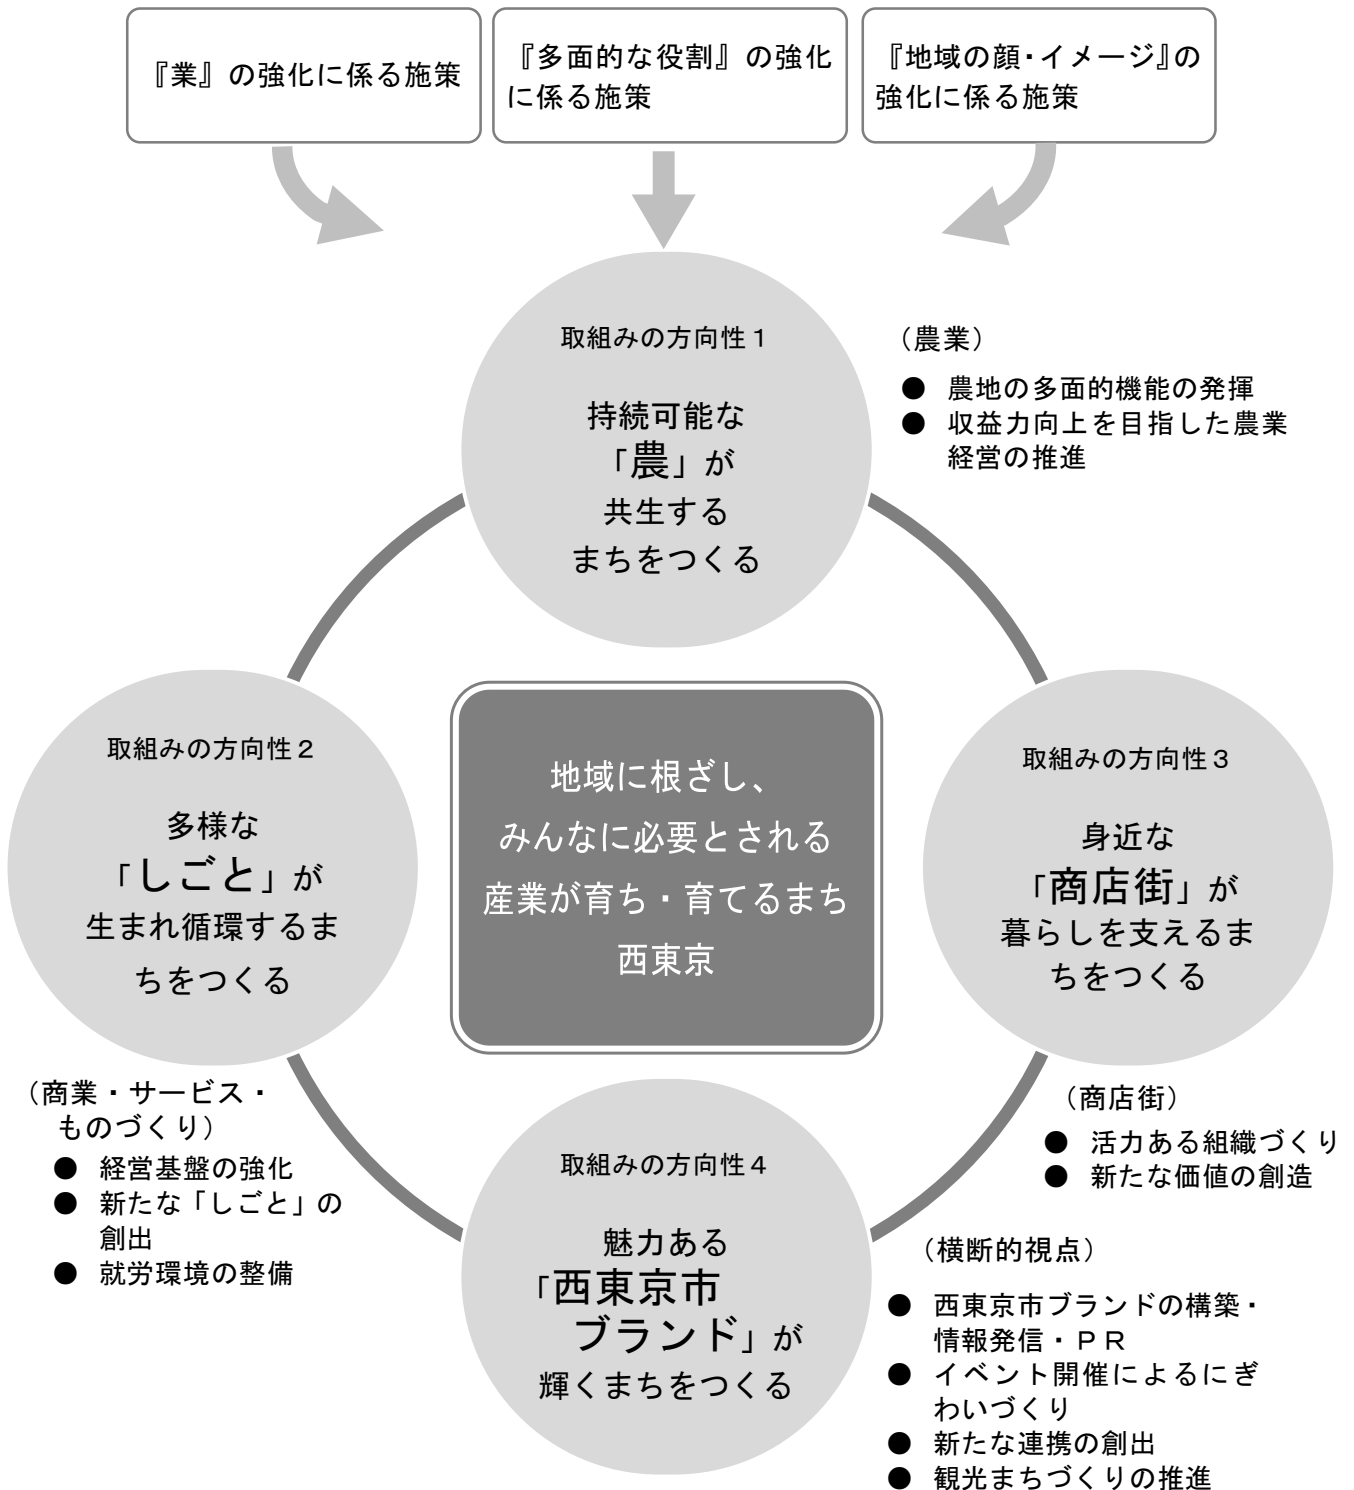 『業』の強化に係る施策
『多面的な役割』の強化
に係る施策
『地域の顔・イメージ』の
強化に係る施策
取組みの方向性１
持続可能な
「農」が
共生する
まちをつくる
（農業）
● 農地の多面的機能の発揮
● 収益力向上を目指した農業
経営の推進
取組みの方向性２
多様な
「しごと」が
生まれ循環するま
ちをつくる
地域に根ざし、
みんなに必要とされる
産業が育ち・育てるまち
西東京
取組みの方向性３
身近な
「商店街」が
暮らしを支えるま
ちをつくる
（商業・サービス・
ものづくり）
● 経営基盤の強化
● 新たな「しごと」の
創出
● 就労環境の整備
（商店街）
● 活力ある組織づくり
● 新たな価値の創造
取組みの方向性４
魅力ある
「西東京市
ブランド」が
輝くまちをつくる
（横断的視点）
● 西東京市ブランドの構築・
情報発信・ＰＲ
● イベント開催によるにぎ
わいづくり
● 新たな連携の創出
● 観光まちづくりの推進